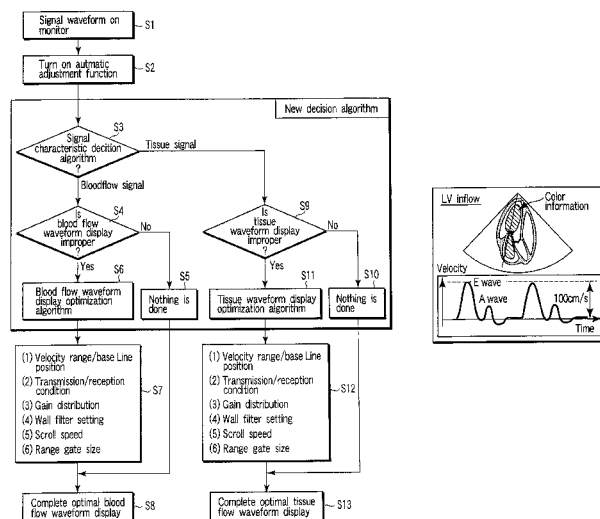 Signal waveform on
monitor
S1
Turn on autmatic
adjustment function
S2
New decision algorithm
S3
Signal
characteristic decition
algorithm
?
Tissue signal
Bloodflow signal
S4
Is
blood flow
waveform display
improper
?
No
Yes
S9
Is
tissue
waveform display
improper
?
No
Yes
S6
Blood flow waveform
display optimization
algorithm
S5
Nothing is
done
S11
Tissue waveform display
optimization algorithm
S10
Nothing is
done
(1) Velocity range/base Line
position
(2) Transmission/reception
condition
(3) Gain distribution
(4) Wall filter setting
(5) Scroll speed
(6) Range gate size
S7
(1) Velocity range/base Line
position
(2) Transmission/reception
condition
(3) Gain distribution
(4) Wall filter setting
(5) Scroll speed
(6) Range gate size
S12
Complete optimal blood
flow waveform display
S8
Complete optimal tissue
flow waveform display
S13
LV inflow
Color
information
Velocity
E wave
A wave
100cm/s
Time